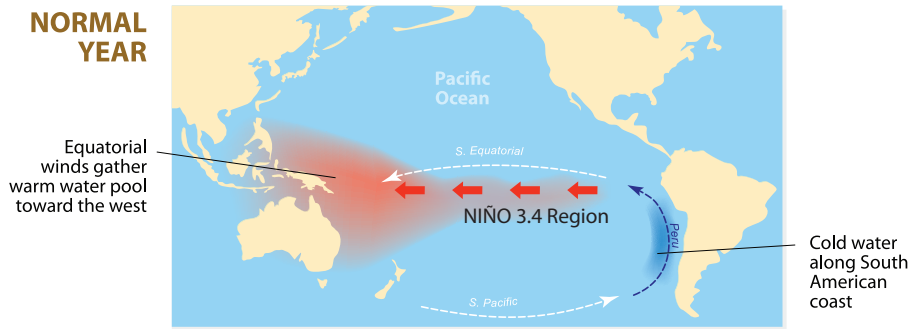 NORMAL
YEAR
Pacific
Ocean
Equatorial
winds gather
warm water pool
toward the west
S. Equatorial
NIÑO 3.4 Region
Peru
Cold water
along South
American
coast
S. Pacific